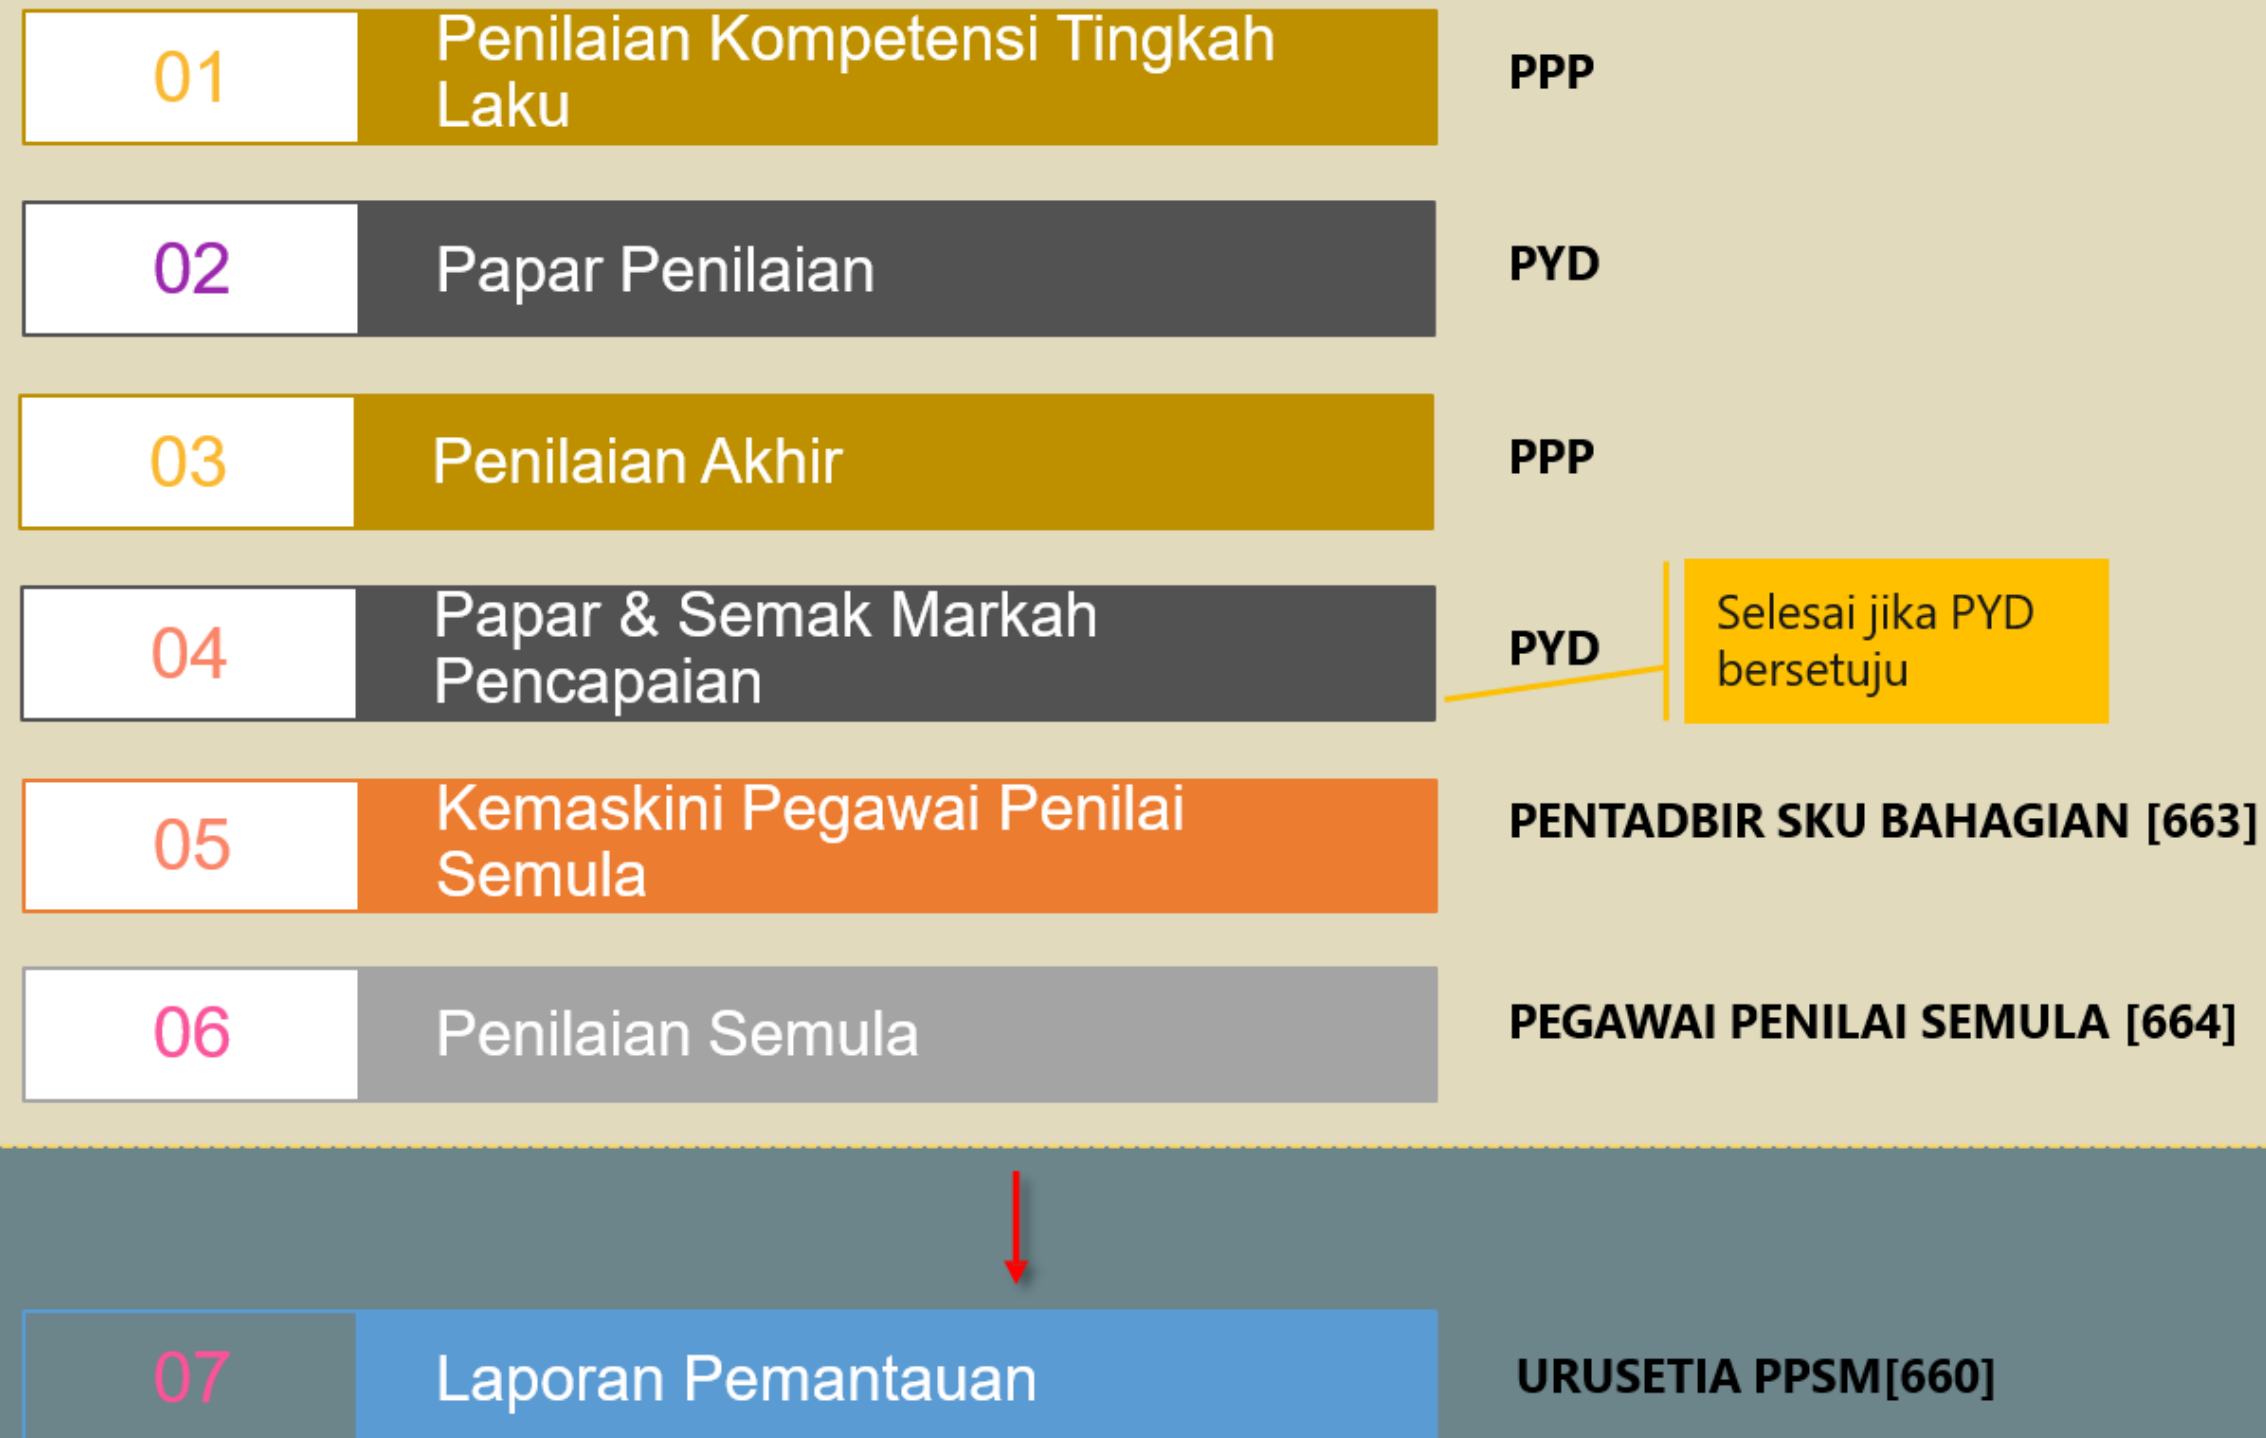 01
Penilaian Kompetensi Tingkah
Laku
PPP
02
Papar Penilaian
PYD
03
Penilaian Akhir
PPP
04
Papar & Semak Markah
Pencapaian
PYD
Selesai jika PYD
bersetuju
05
Kemaskini Pegawai Penilai
Semula
PENTADBIR SKU BAHAGIAN [663]
06
Penilaian Semula
PEGAWAI PENILAI SEMULA [664]
07
Laporan Pemantauan
URUSETIA PPSM[660]